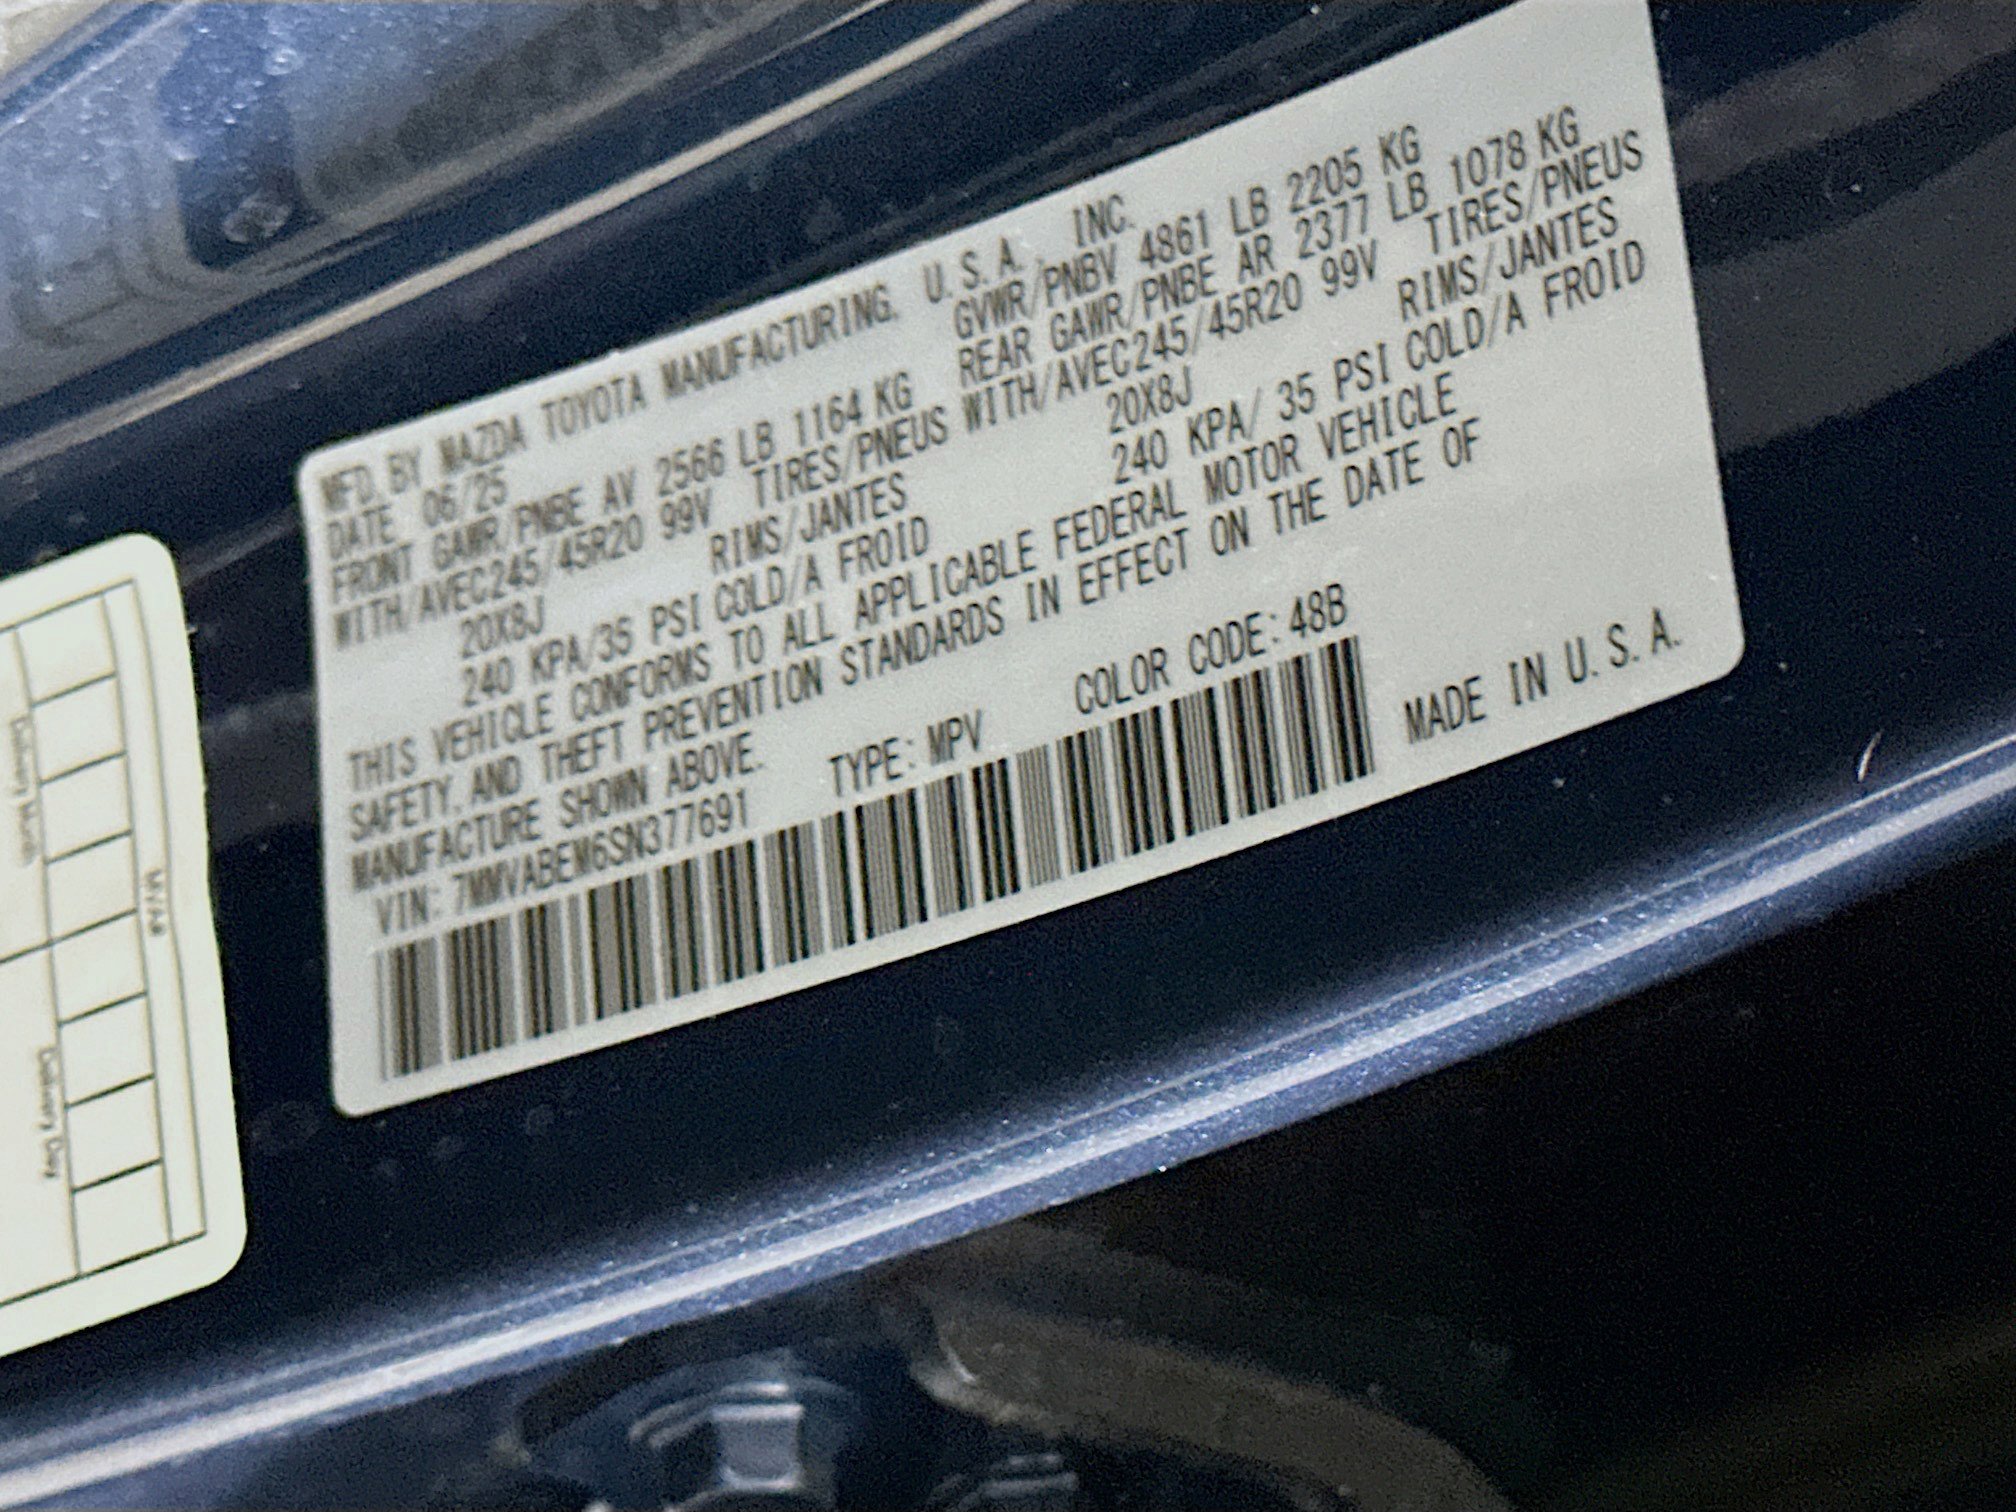 MFD. BY MAZDA TOYOTA MANUFACTURING, U.S.A., INC.
DATE 06/25 GVWR/PNBV 4861 LB 2205 KG
FRONT GAWR/PNBE AV 2566 LB 1164 KG REAR GAWR/PNBE AR 2377 LB 1078 KG
WITH/AVEC245/45R20 99V TIRES/PNEUS WITH/AVEC245/45R20 99V TIRES/PNEUS
20X8J RIMS/JANTES 20X8J RIMS/JANTES
240 KPA/35 PSI COLD/A FROID 240 KPA/ 35 PSI COLD/A FROID
THIS VEHICLE CONFORMS TO ALL APPLICABLE FEDERAL MOTOR VEHICLE
SAFETY, AND THEFT PREVENTION STANDARDS IN EFFECT ON THE DATE OF
MANUFACTURE SHOWN ABOVE.
VIN: 7MMVABEM6SN377691 TYPE: MPV COLOR CODE: 48B
MADE IN U.S.A.